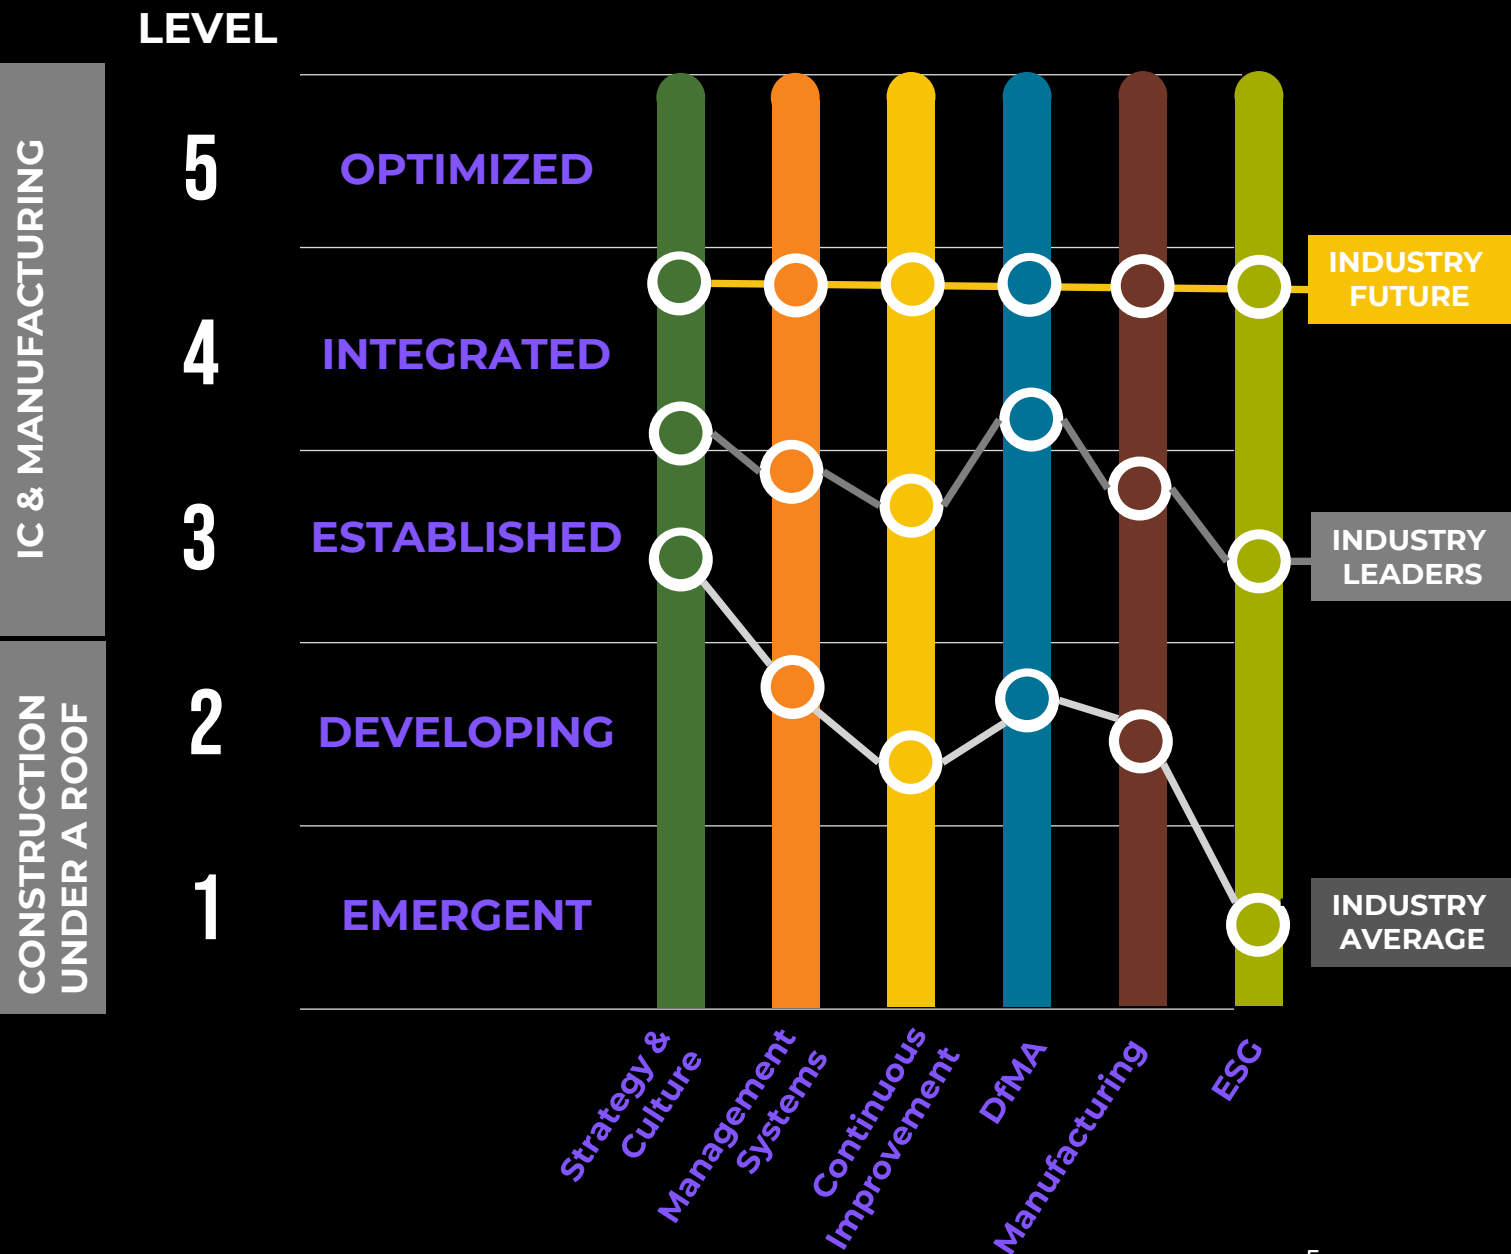 LEVEL
IC & MANUFACTURING
5
OPTIMIZED
INDUSTRY
FUTURE
4
INTEGRATED
3
ESTABLISHED
INDUSTRY
LEADERS
CONSTRUCTION
UNDER A ROOF
2
DEVELOPING
1
EMERGENT
INDUSTRY
AVERAGE
Strategy &
Culture
Management
Systems
Continuous
Improvement
DfMA
Manufacturing
ESG